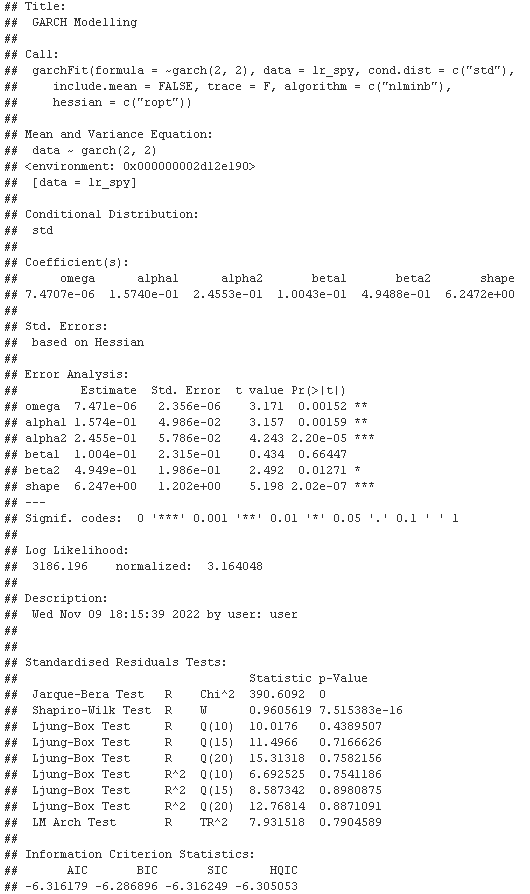 ## Title:
##  GARCH Modelling
##
## Call:
##  garchFit(formula = ~garch(2, 2), data = lr_spy, cond.dist = c("std"),
##     include.mean = FALSE, trace = F, algorithm = c("nlminb"),
##     hessian = c("ropt"))
##
## Mean and Variance Equation:
##  data ~ garch(2, 2)
## <environment: 0x000000002d12e190>
##  [data = lr_spy]
##
## Conditional Distribution:
##  std
##
## Coefficient(s):
##      omega      alpha1      alpha2       beta1       beta2       shape
## 7.4707e-06  1.5740e-01  2.4553e-01  1.0043e-01  4.9488e-01  6.2472e+00
##
## Std. Errors:
##  based on Hessian
##
## Error Analysis:
##         Estimate  Std. Error  t value Pr(>|t|)
## omega  7.471e-06   2.356e-06    3.171  0.00152 **
## alpha1 1.574e-01   4.986e-02    3.157  0.00159 **
## alpha2 2.455e-01   5.786e-02    4.243 2.20e-05 ***
## beta1  1.004e-01   2.315e-01    0.434  0.66447
## beta2  4.949e-01   1.986e-01    2.492  0.01271 *
## shape  6.247e+00   1.202e+00    5.198 2.02e-07 ***
## ---
## Signif. codes:  0 '***' 0.001 '**' 0.01 '*' 0.05 '.' 0.1 ' ' 1
##
## Log Likelihood:
##  3186.196    normalized:  3.164048
##
## Description:
##  Wed Nov 09 18:15:39 2022 by user: user
##
##
## Standardised Residuals Tests:
##                                 Statistic p-Value
##  Jarque-Bera Test   R    Chi^2  390.6092  0
##  Shapiro-Wilk Test  R    W      0.9605619 7.515383e-16
##  Ljung-Box Test     R    Q(10)  10.0176   0.4389507
##  Ljung-Box Test     R    Q(15)  11.4966   0.7166626
##  Ljung-Box Test     R    Q(20)  15.31318  0.7582156
##  Ljung-Box Test     R^2  Q(10)  6.692525  0.7541186
##  Ljung-Box Test     R^2  Q(15)  8.587342  0.8980875
##  Ljung-Box Test     R^2  Q(20)  12.76814  0.8871091
##  LM Arch Test       R    TR^2   7.931518  0.7904589
##
## Information Criterion Statistics:
##       AIC       BIC       SIC      HQIC
## -6.316179 -6.286896 -6.316249 -6.305053